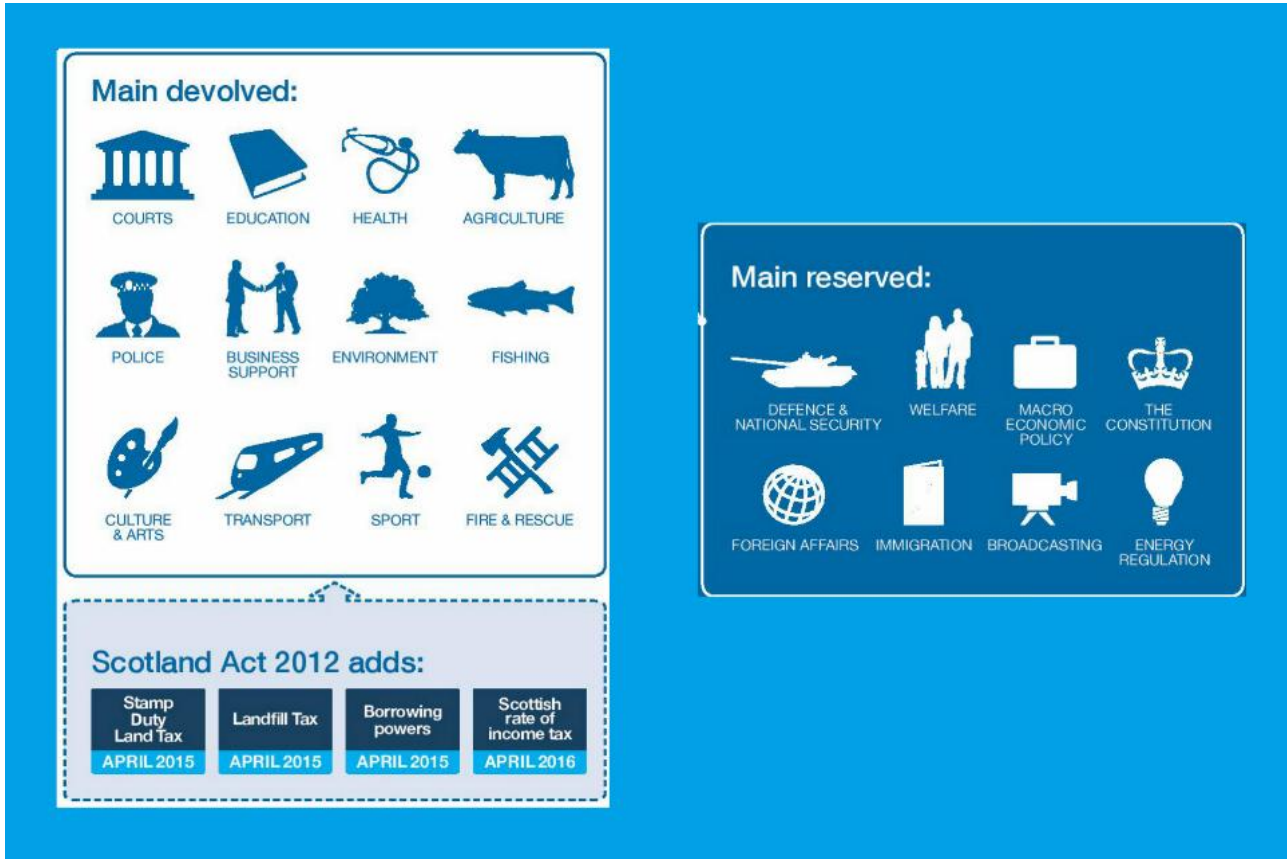 Main devolved:
COURTS
EDUCATION
HEALTH
AGRICULTURE
POLICE
BUSINESS
SUPPORT
ENVIRONMENT
FISHING
CULTURE
& ARTS
TRANSPORT
SPORT
FIRE & RESCUE
Scotland Act 2012 adds:
Stamp
Duty
Land Tax
APRIL 2015
Landfill Tax
APRIL 2015
Borrowing
powers
APRIL 2015
Scottish
rate of
income tax
APRIL 2016
Main reserved:
DEFENCE &
NATIONAL SECURITY
WELFARE
MACRO
ECONOMIC
POLICY
THE
CONSTITUTION
FOREIGN AFFAIRS
IMMIGRATION
BROADCASTING
ENERGY
REGULATION